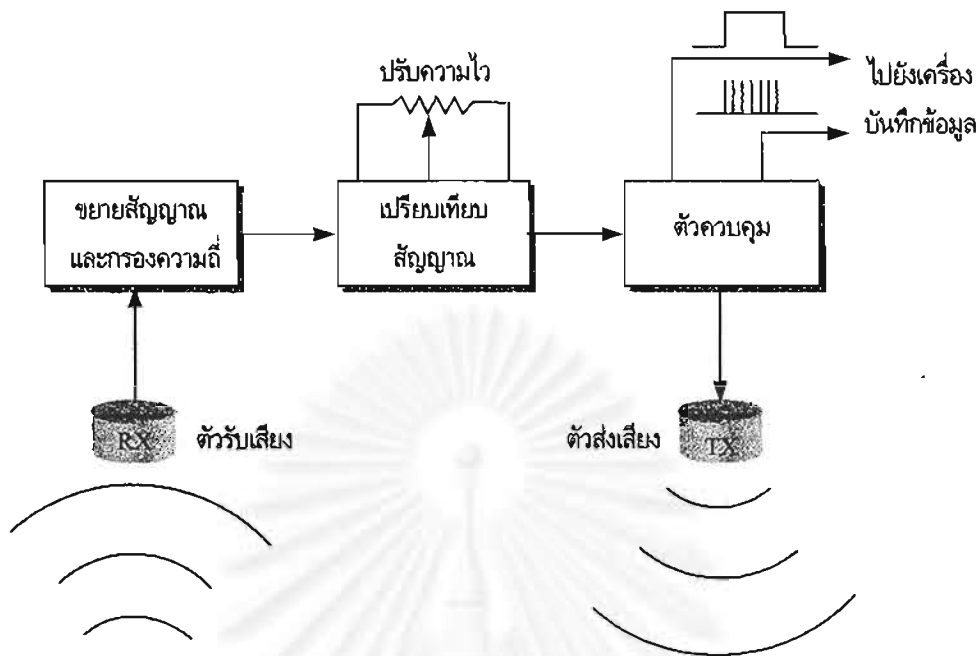 ปรับความไว
ไปยังเครื่อง
บันทึกข้อมูล
ขยายสัญญาณ
และกรองความถี่
เปรียบเทียบ
สัญญาณ
ตัวควบคุม
RX
ตัวรับเสียง
ตัวส่งเสียง
TX